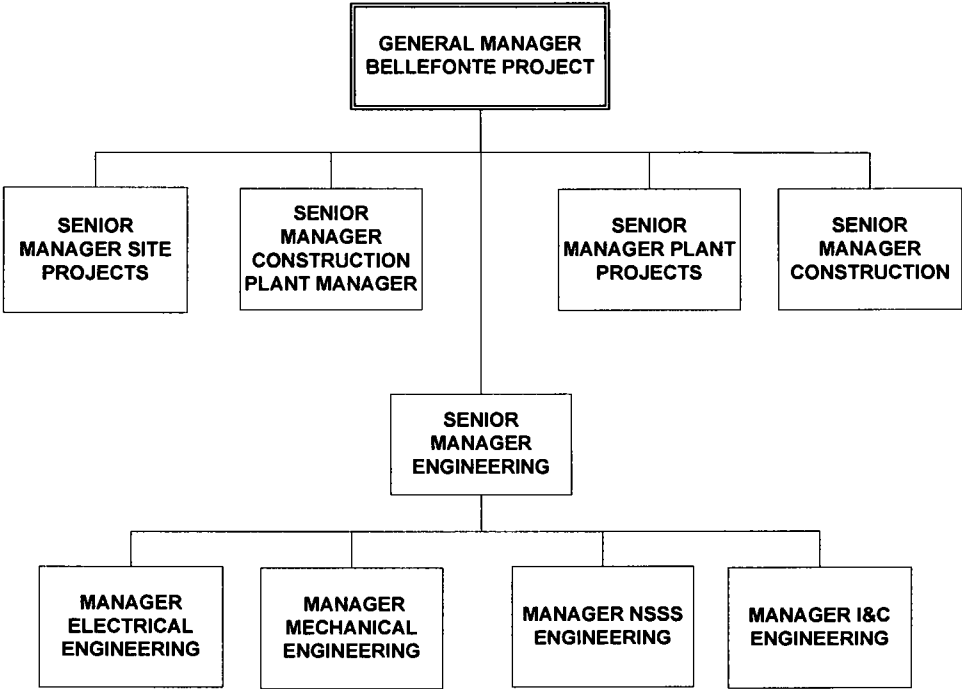 GENERAL MANAGER
BELLEFONTE PROJECT
SENIOR
MANAGER SITE
PROJECTS
SENIOR
MANAGER
CONSTRUCTION
PLANT MANAGER
SENIOR
MANAGER PLANT
PROJECTS
SENIOR
MANAGER
CONSTRUCTION
SENIOR
MANAGER
ENGINEERING
MANAGER
ELECTRICAL
ENGINEERING
MANAGER
MECHANICAL
ENGINEERING
MANAGER NSSS
ENGINEERING
MANAGER I&C
ENGINEERING